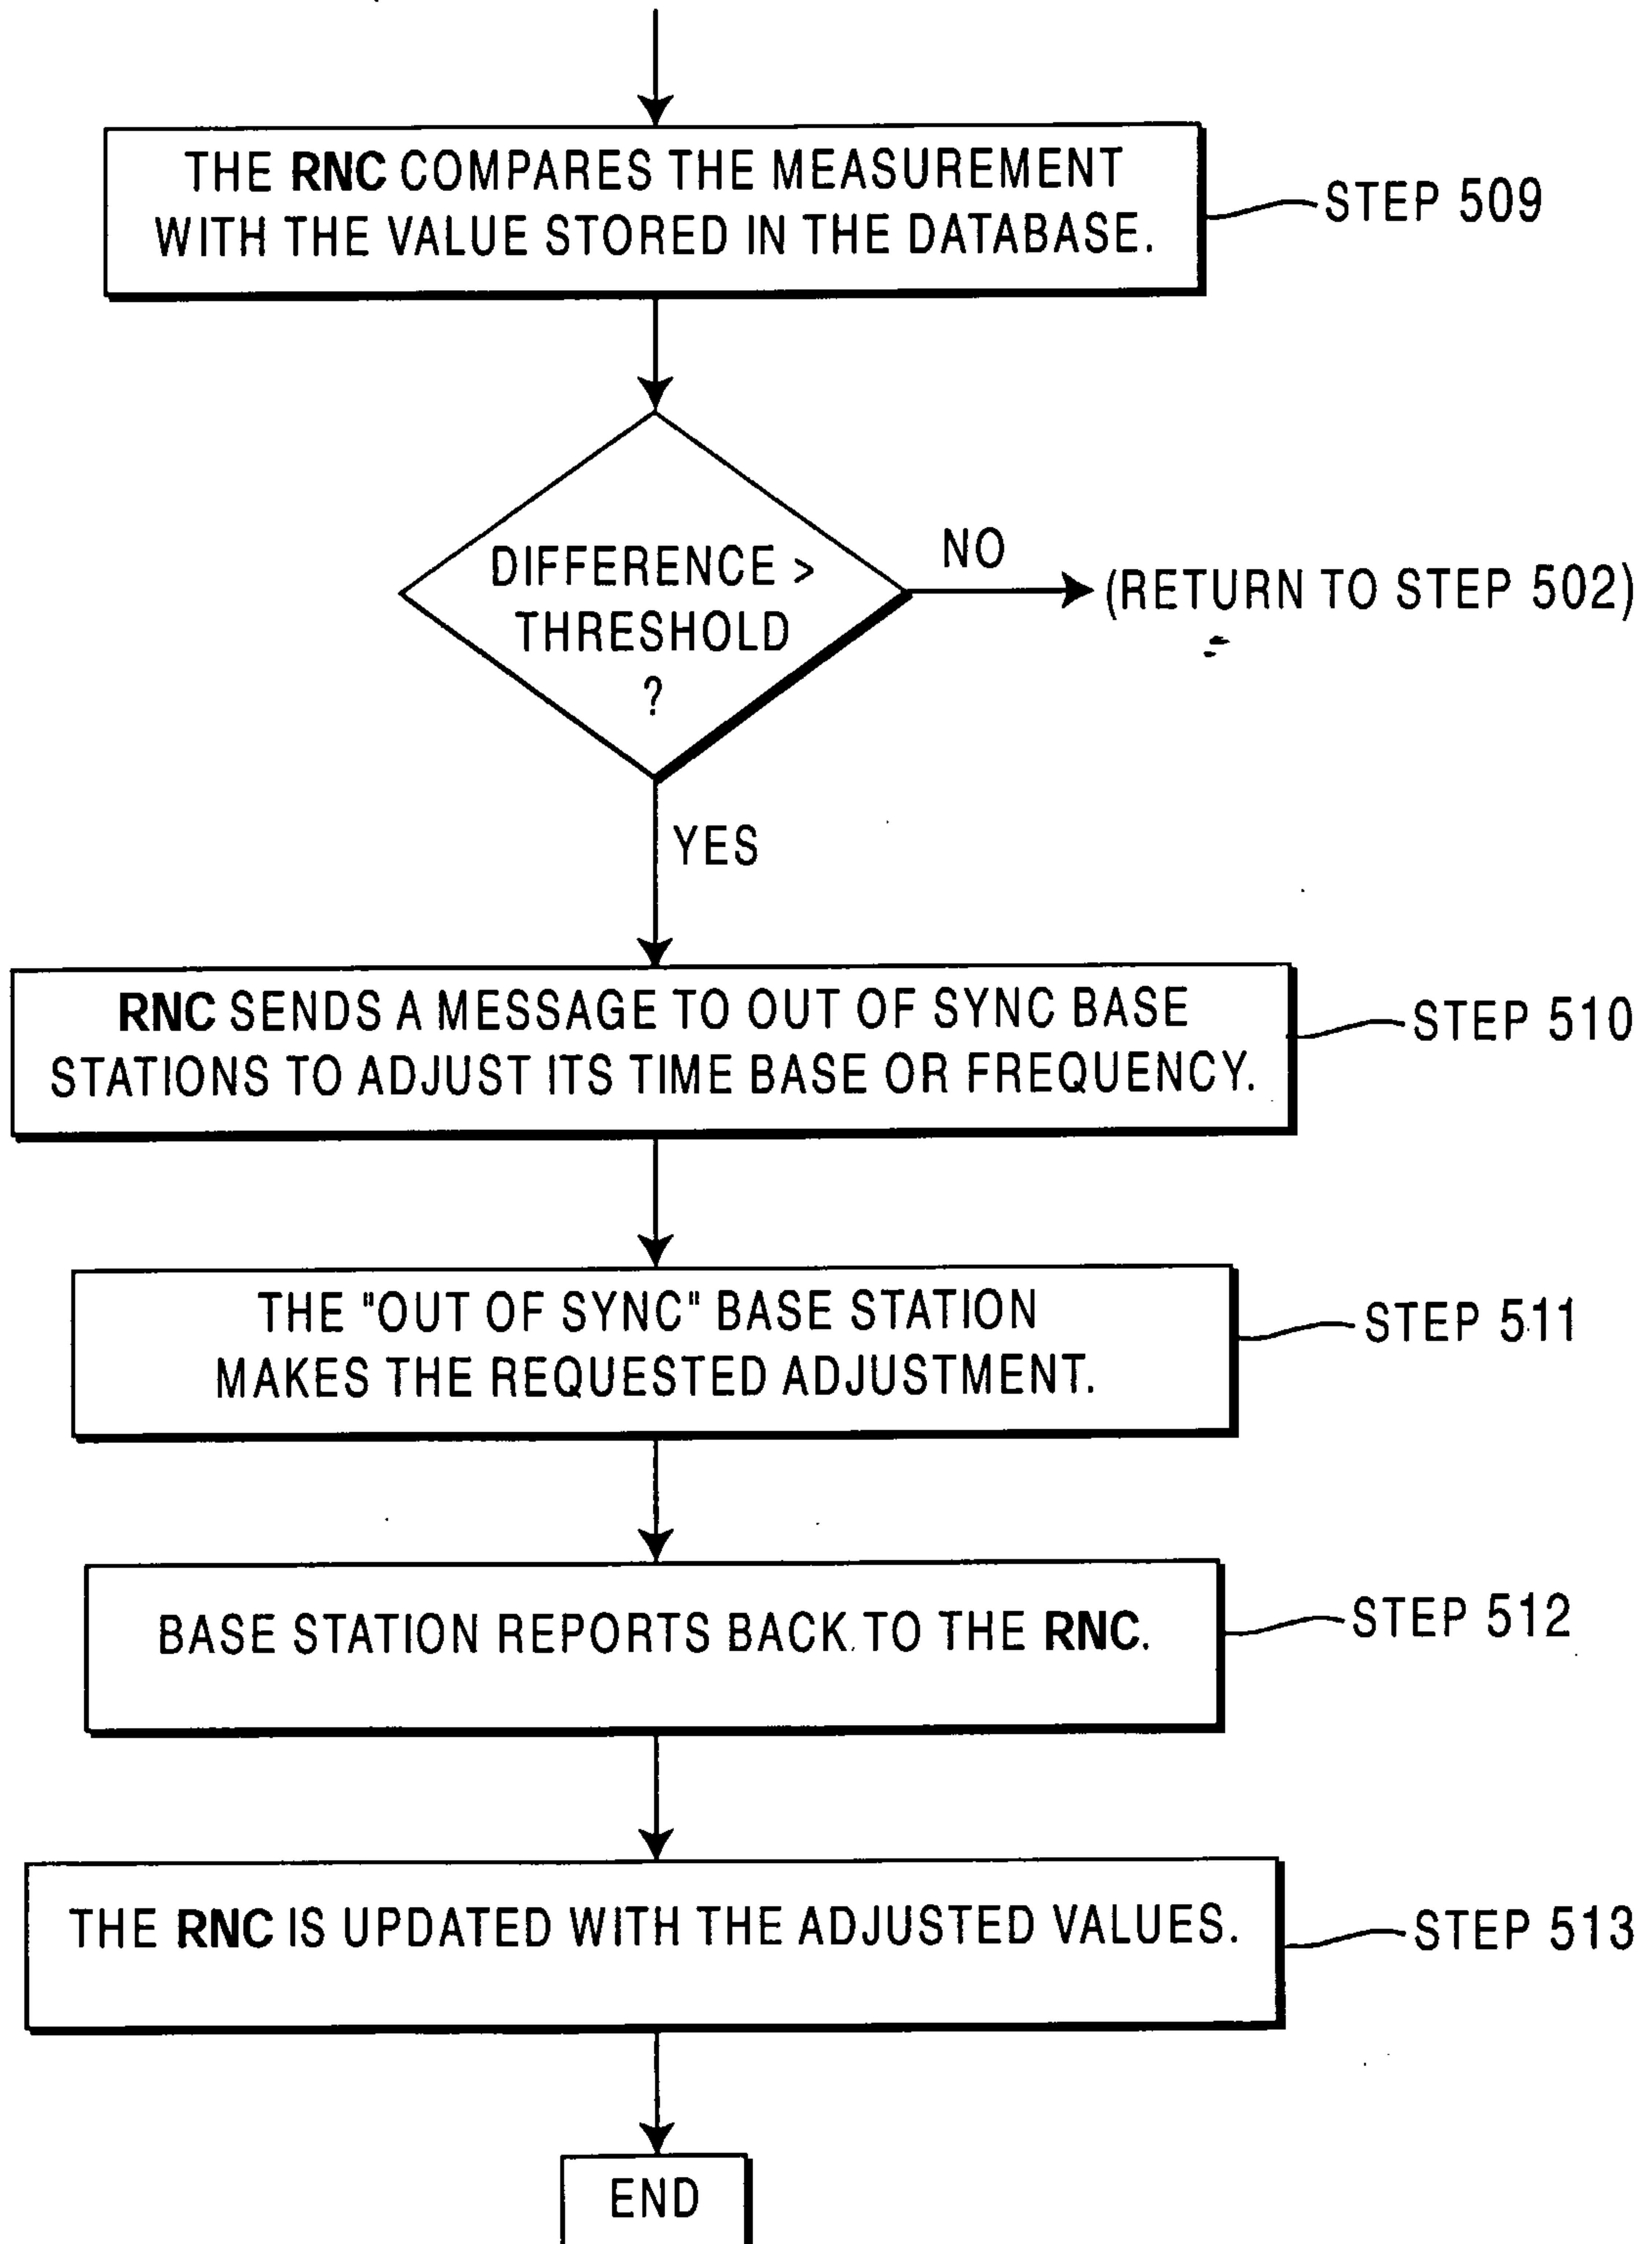 THE RNC COMPARES THE MEASUREMENT
WITH THE VALUE STORED IN THE DATABASE.
STEP 509
DIFFERENCE >
THRESHOLD
?
NO
(RETURN TO STEP 502)
YES
RNC SENDS A MESSAGE TO OUT OF SYNC BASE
STATIONS TO ADJUST ITS TIME BASE OR FREQUENCY.
STEP 510
THE "OUT OF SYNC" BASE STATION
MAKES THE REQUESTED ADJUSTMENT.
STEP 511
BASE STATION REPORTS BACK TO THE RNC.
STEP 512
THE RNC IS UPDATED WITH THE ADJUSTED VALUES.
STEP 513
END